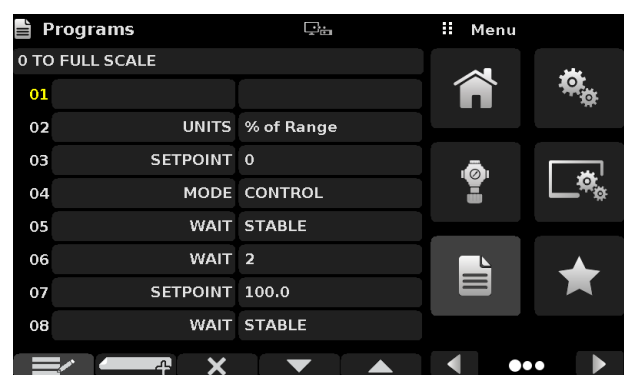 Programs Menu
0 TO FULL SCALE
01
02 UNITS % of Range
03 SETPOINT 0
04 MODE CONTROL
05 WAIT STABLE
06 WAIT 2
07 SETPOINT 100.0
08 WAIT STABLE